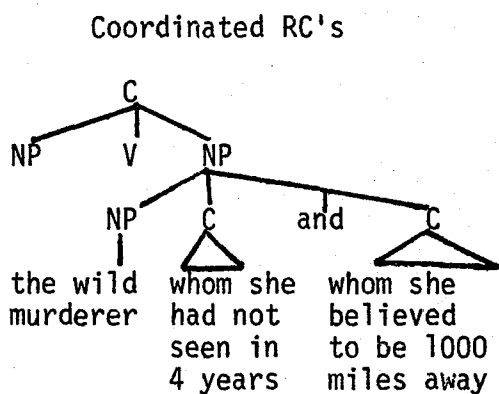 Coordinated RC's
C
NP V NP
NP C and C
the wild whom she whom she
murderer had not believed
seen in to be 1000
4 years miles away